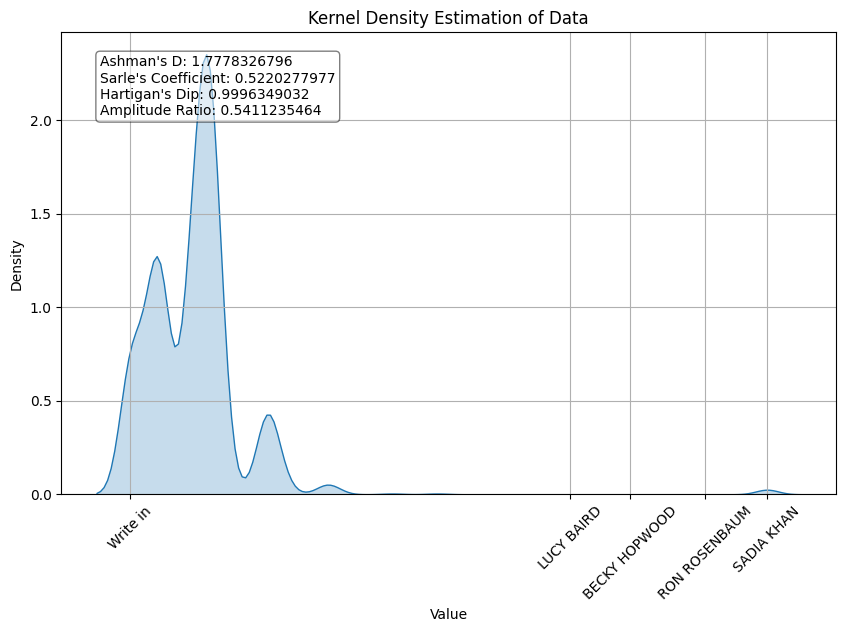 Kernel Density Estimation of Data
Ashman's D: 1.7778326796
Sarle's Coefficient: 0.5220277977
Hartigan's Dip: 0.9996349032
Amplitude Ratio: 0.5411235464
Density
2.0
1.5
1.0
0.5
0.0
Write in
LUCY BAIRD
BECKY HOPWOOD
RON ROSENBAUM
SADIA KHAN
Value